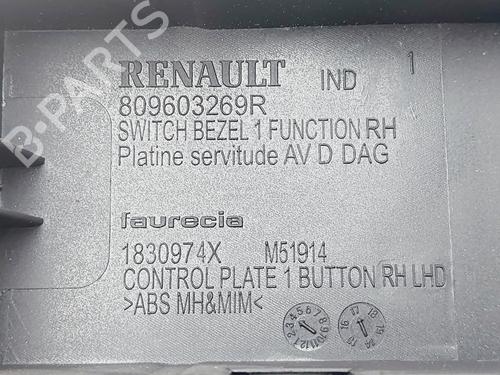 RENAULT IND 1
809603269R
SWITCH BEZEL 1 FUNCTION RH
Platine servitude AV D DAG
faurecia
1830974X M51914
CONTROL PLATE 1 BUTTON RH LHD
>ABS MH&MIM<